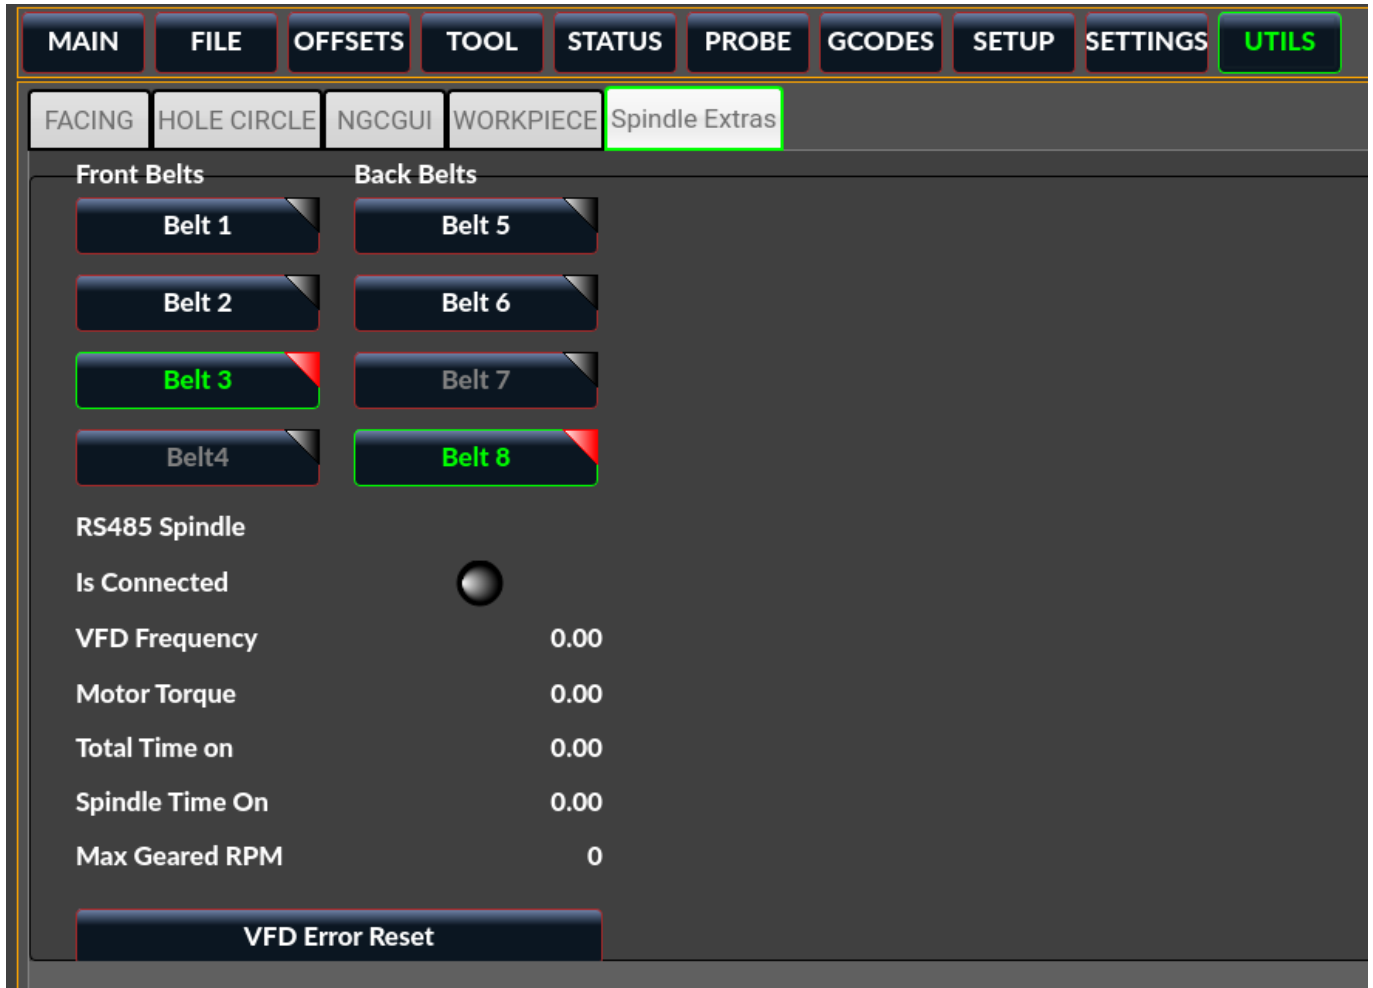 MAIN FILE OFFSETS TOOL STATUS PROBE GCODES SETUP SETTINGS UTILS
FACING HOLE CIRCLE NGCGUI WORKPIECE Spindle Extras
Front Belts Back Belts
Belt 1 Belt 5
Belt 2 Belt 6
Belt 3 Belt 7
Belt4 Belt 8
RS485 Spindle
Is Connected
VFD Frequency 0.00
Motor Torque 0.00
Total Time on 0.00
Spindle Time On 0.00
Max Geared RPM 0
VFD Error Reset